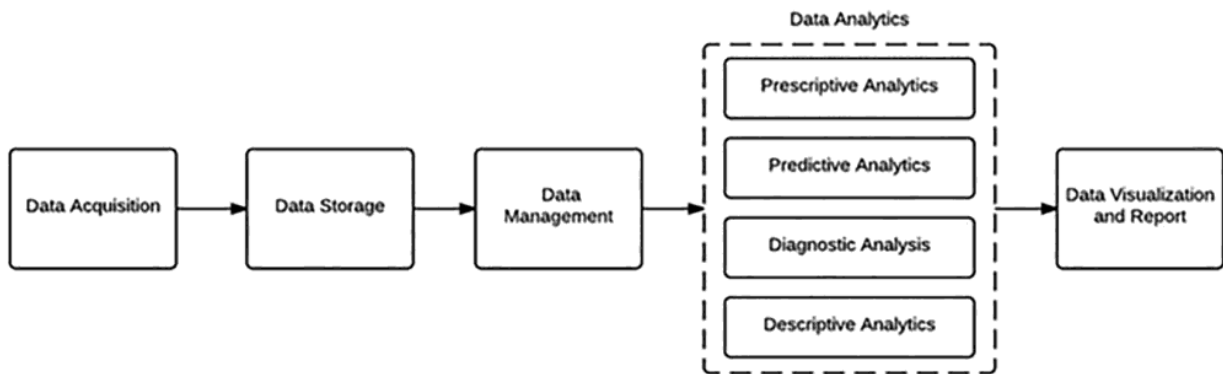 Data Analytics
Data Acquisition
Data Storage
Data
Management
Prescriptive Analytics
Predictive Analytics
Diagnostic Analysis
Descriptive Analytics
Data Visualization
and Report